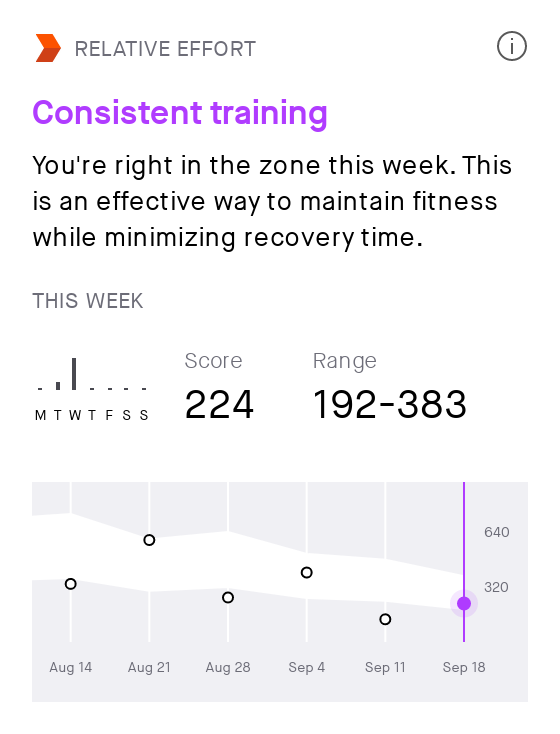 RELATIVE EFFORT
Consistent training
You're right in the zone this week. This
is an effective way to maintain fitness
while minimizing recovery time.
THIS WEEK
Score
Range
224
192-383
M T W T F S S
640
320
Aug 14
Aug 21
Aug 28
Sep 4
Sep 11
Sep 18